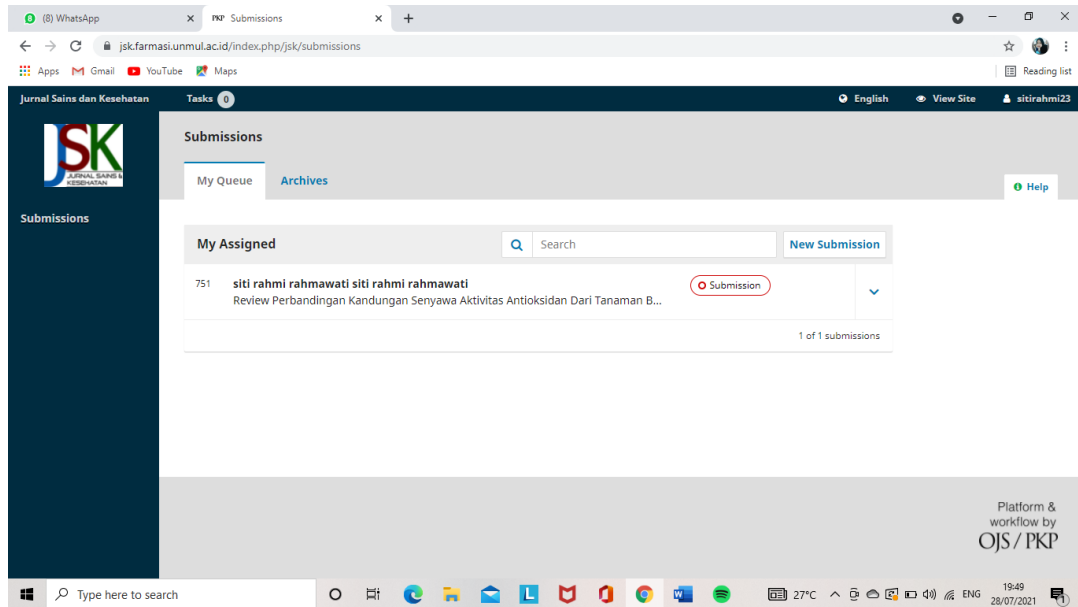 (8) WhatsApp
PKP Submissions
jsk.farmasi.unmul.ac.id/index.php/jsk/submissions
Apps Gmail YouTube Maps Reading list
Jurnal Sains dan Kesehatan Tasks 0 English View Site sitirahmi23
JSK
JURNAL SAINS &
KESEHATAN
Submissions
My Queue Archives
Help
Submissions
My Assigned Search New Submission
751 siti rahmi rahmawati siti rahmi rahmawati Submission
Review Perbandingan Kandungan Senyawa Aktivitas Antioksidan Dari Tanaman B...
1 of 1 submissions
Platform &
workflow by
OJS / PKP
Type here to search 27°C ENG 19:49
28/07/2021